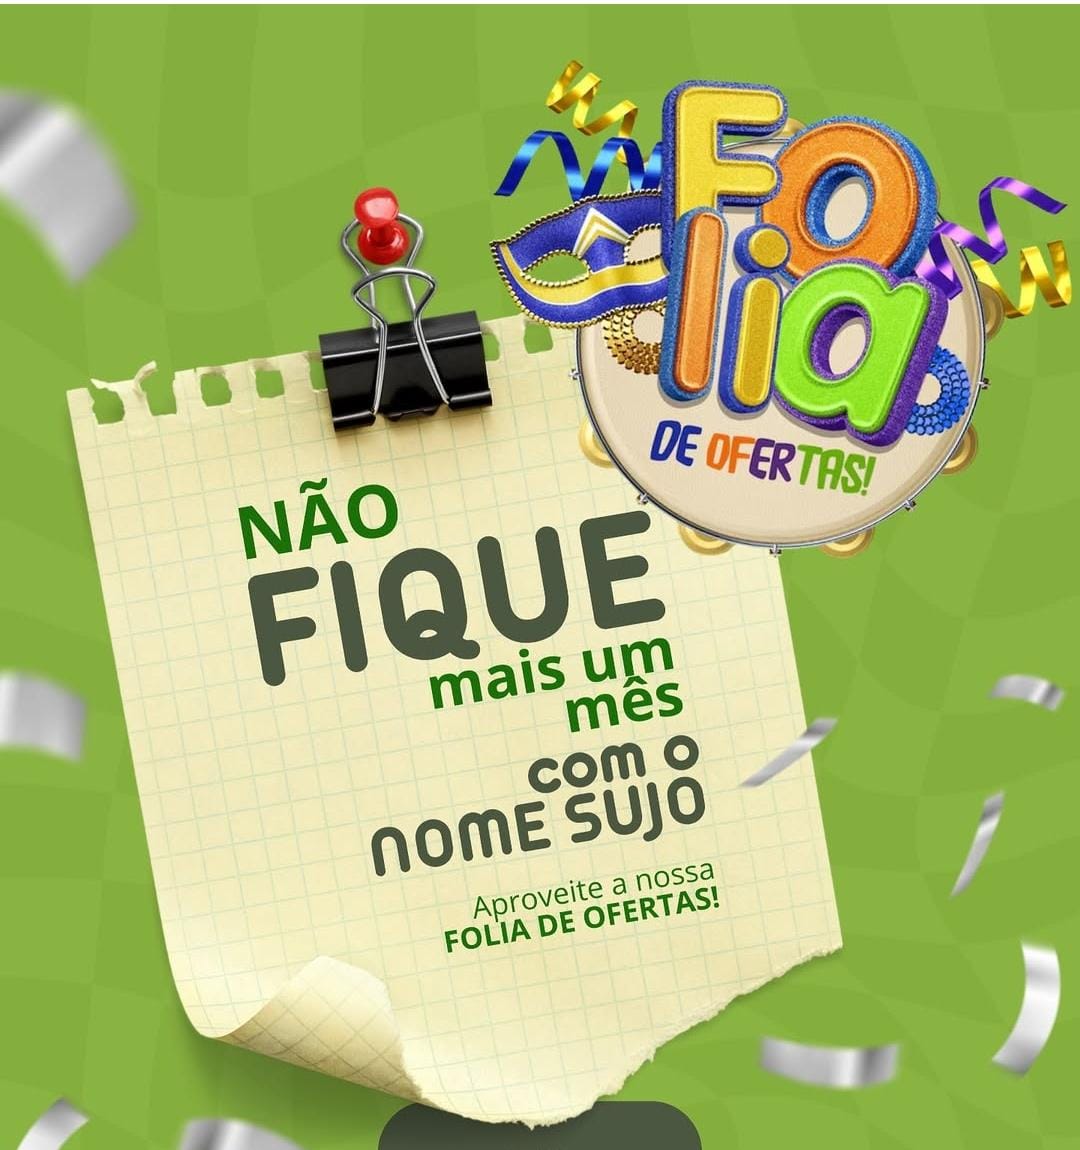 Fo
lia
DE OFERTAS!
NÃO
FIQUE
mais um
mês
com o
NOME SUJO
Aproveite a nossa
FOLIA DE OFERTAS!